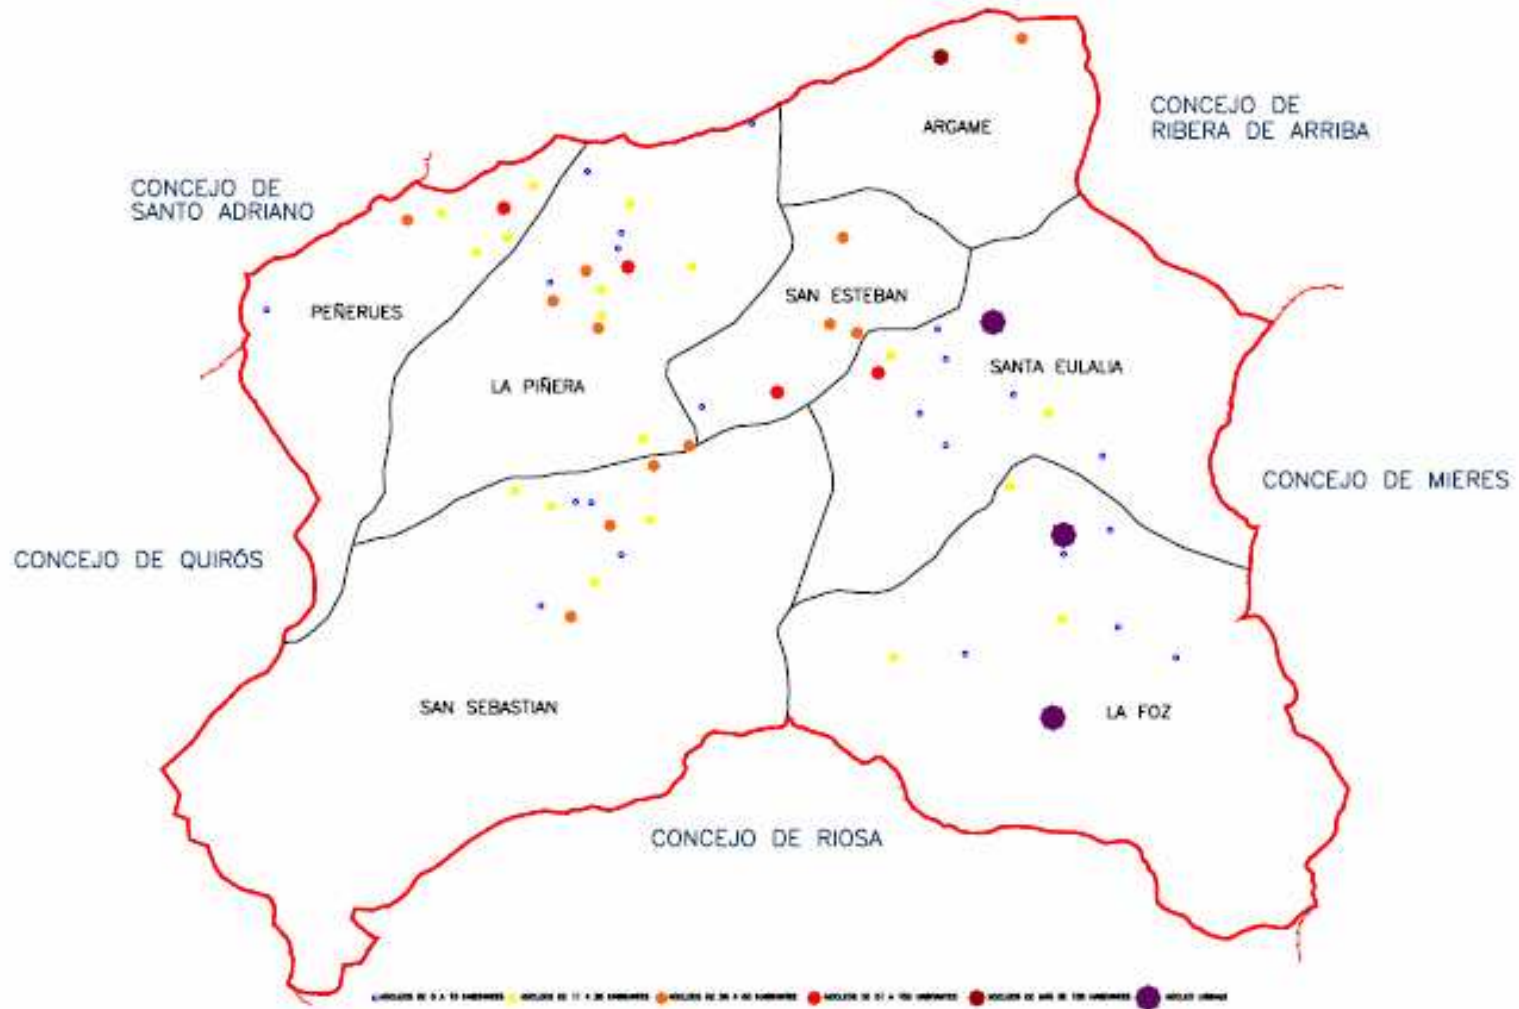 ARGAME
CONCEJO DE
RIBERA DE ARRIBA
CONCEJO DE
SANTO ADRIANO
PEÑERUES
SAN ESTEBAN
LA PIÑERA
SANTA EULALIA
CONCEJO DE MIERES
CONCEJO DE QUIRÓS
SAN SEBASTIAN
LA FOZ
CONCEJO DE RIOSA